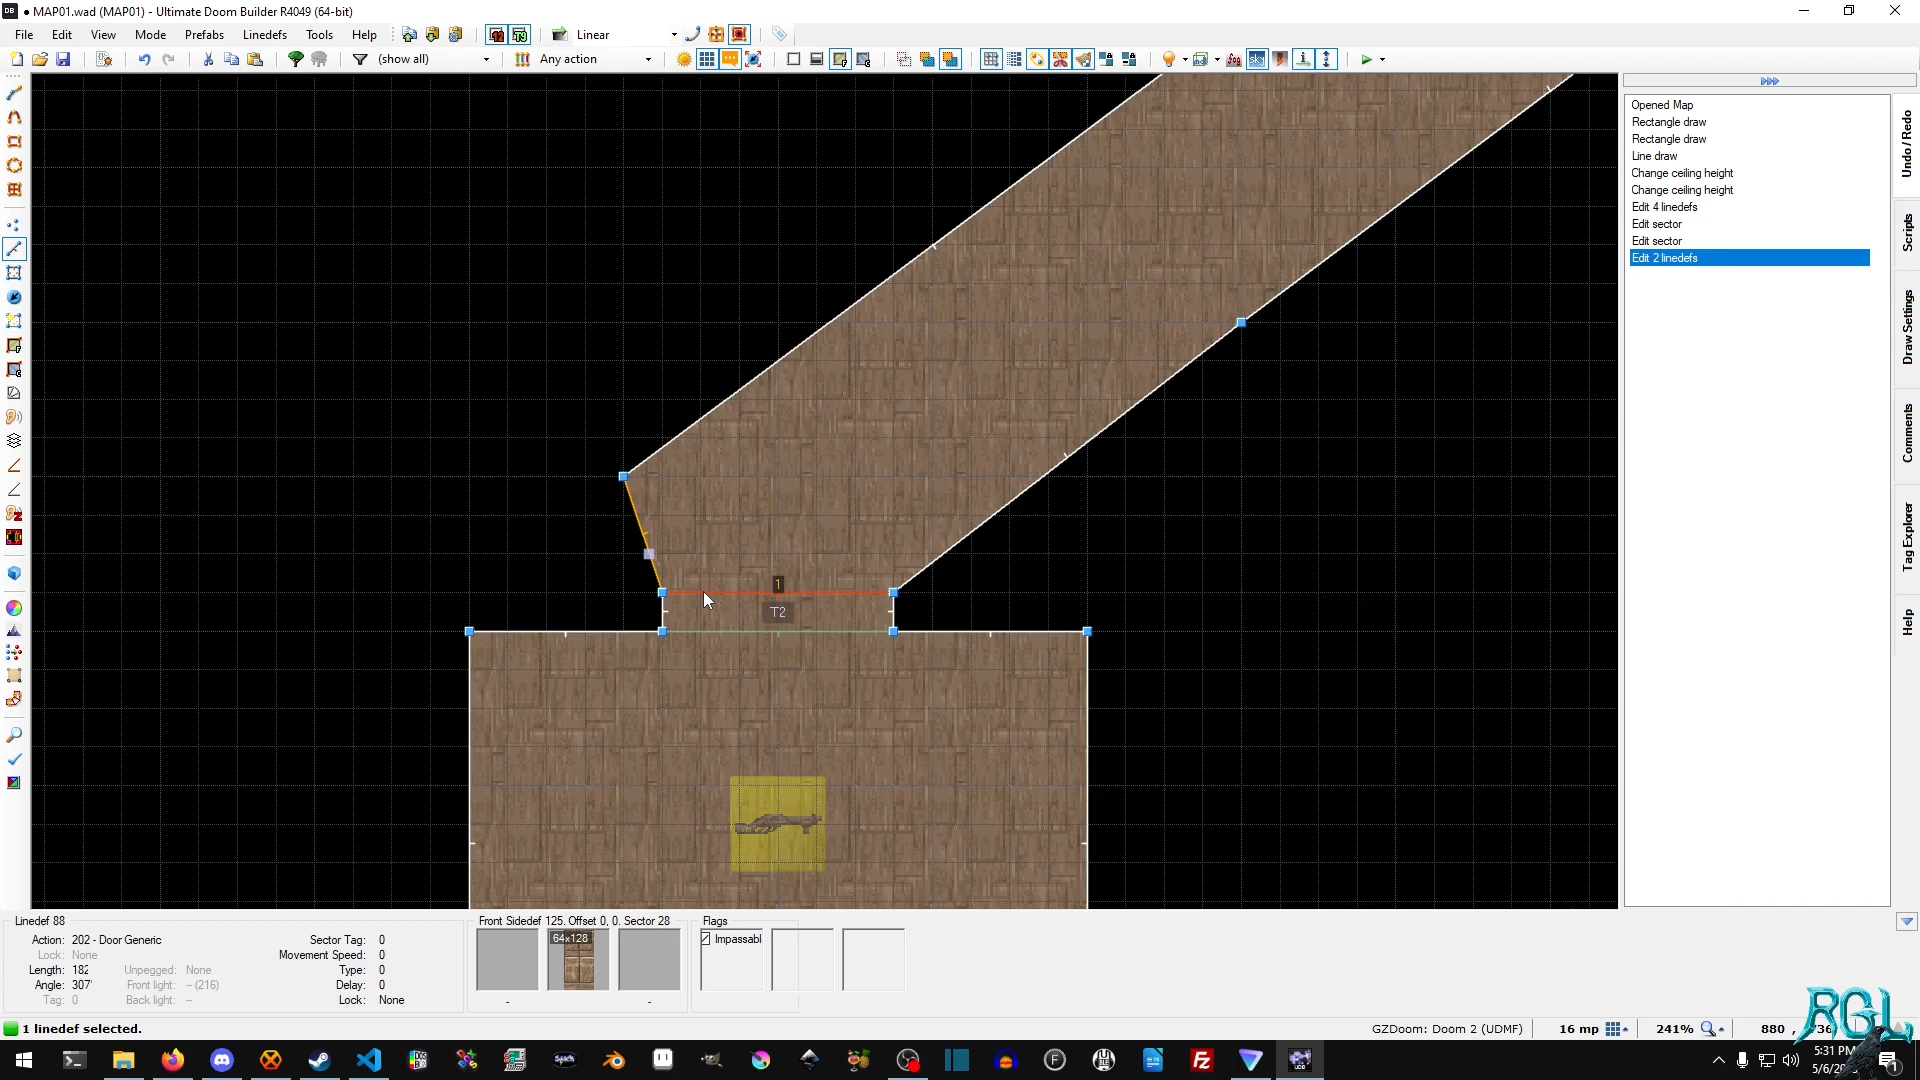 MAP01.wad (MAP01) - Ultimate Doom Builder R4049 (64-bit)
File Edit View Mode Prefabs Linedefs Tools Help
Linear
(show all)
Any action
Opened Map
Rectangle draw
Rectangle draw
Line draw
Change ceiling height
Change ceiling height
Edit 4 linedefs
Edit sector
Edit sector
Edit 2 linedefs
Undo / Redo
Scripts
Draw Settings
Comments
Tag Explorer
Help
1
T2
Linedef 88
Action: 202 - Door Generic
Lock: None
Length: 182
Unpegged: None
Angle: 307°
Front light: -- (216)
Tag: 0
Back light: --
Sector Tag: 0
Movement Speed: 0
Type: 0
Delay: 0
Lock: None
Front Sidedef 125. Offset 0, 0. Sector 28
64x128
-
-
Flags
Impassabl
1 linedef selected.
GZDoom: Doom 2 (UDMF)
16 mp
241%
880 ,
RGL
5:31 PM